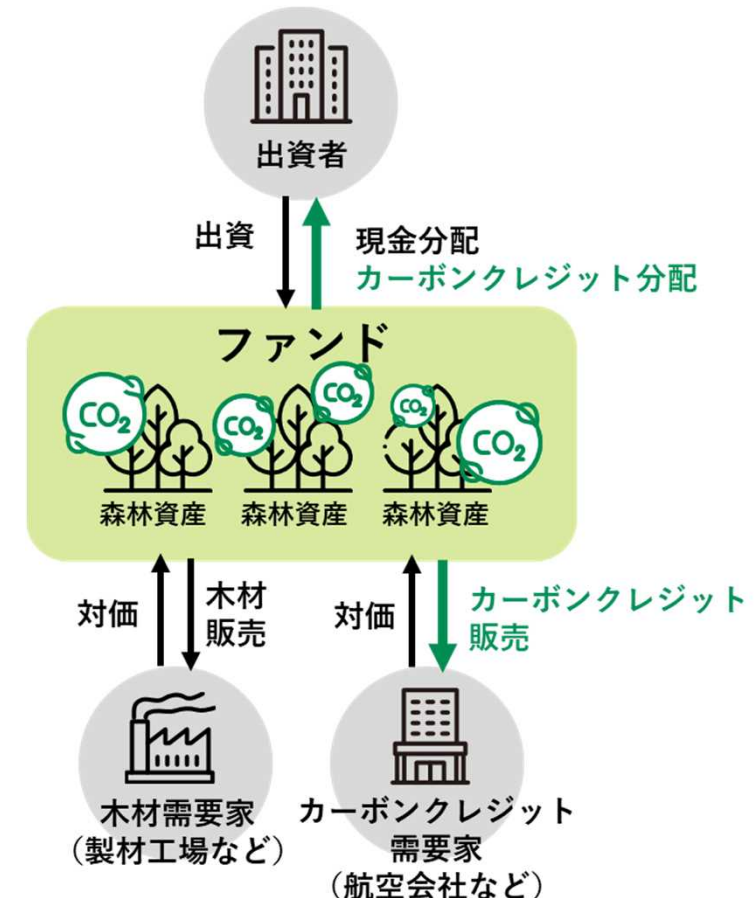 出資者
出資
現金分配
カーボンクレジット分配
ファンド
CO₂
CO₂
CO₂
CO₂
CO₂
森林資産
森林資産
森林資産
対価
木材
販売
対価
カーボンクレジット
販売
木材需要家
（製材工場など）
カーボンクレジット
需要家
（航空会社など）